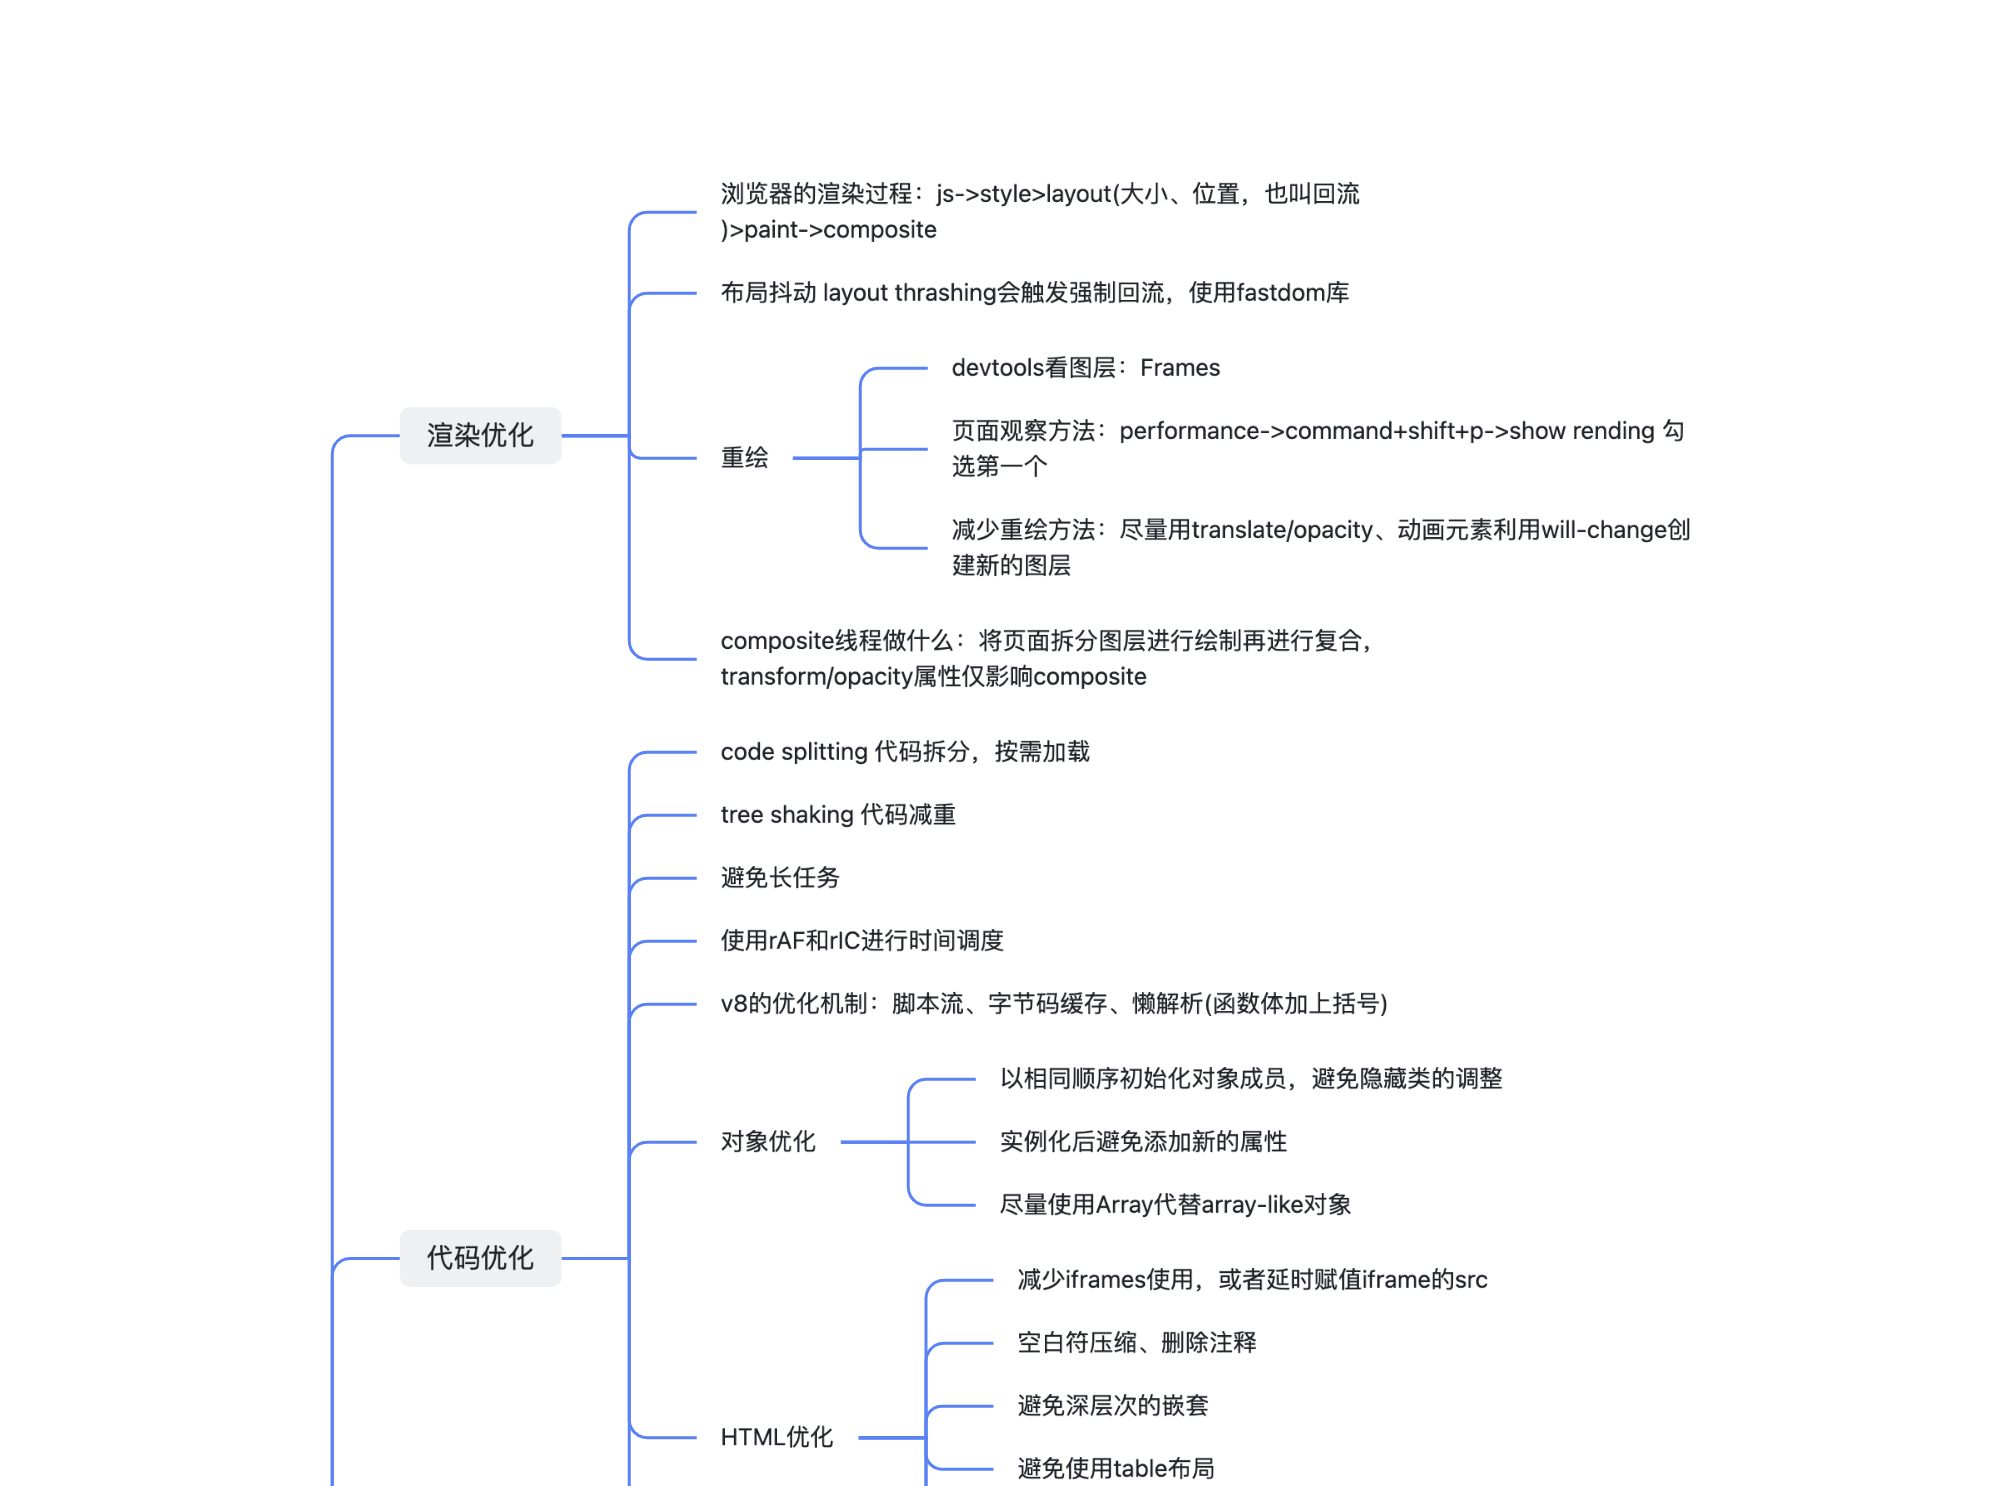 浏览器的渲染过程：js->style>layout(大小、位置，也叫回流
)>paint->composite
布局抖动 layout thrashing会触发强制回流，使用fastdom库
devtools看图层：Frames
渲染优化
页面观察方法：performance->command+shift+p->show rending 勾
选第一个
重绘
减少重绘方法：尽量用translate/opacity、动画元素利用will-change创
建新的图层
composite线程做什么：将页面拆分图层进行绘制再进行复合，
transform/opacity属性仅影响composite
code splitting 代码拆分，按需加载
tree shaking 代码减重
避免长任务
使用rAF和rIC进行时间调度
v8的优化机制：脚本流、字节码缓存、懒解析(函数体加上括号)
以相同顺序初始化对象成员，避免隐藏类的调整
对象优化
实例化后避免添加新的属性
尽量使用Array代替array-like对象
代码优化
减少iframes使用，或者延时赋值iframe的src
空白符压缩、删除注释
避免深层次的嵌套
HTML优化
避免使用table布局